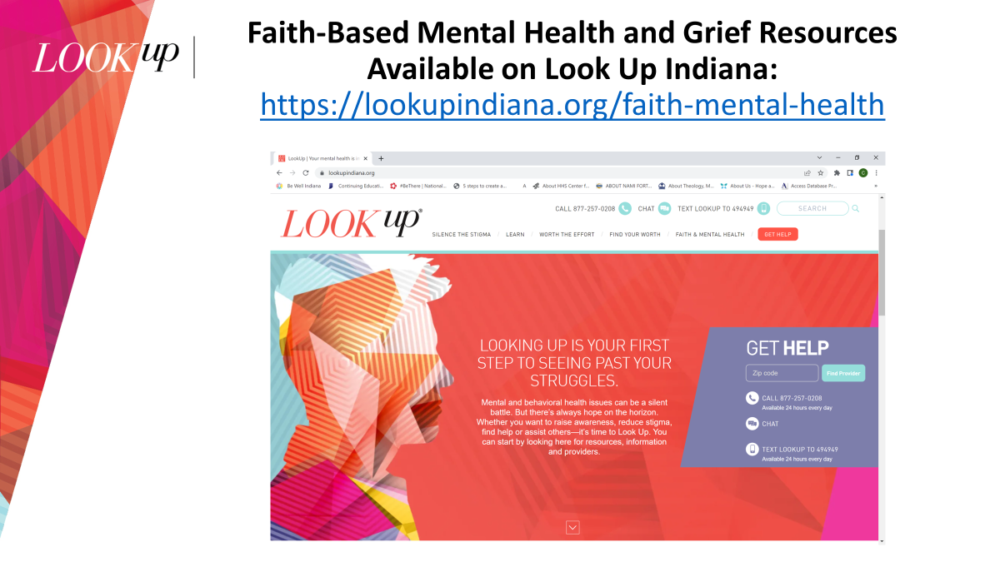 LOOK up
Faith-Based Mental Health and Grief Resources
Available on Look Up Indiana:
https://lookupindiana.org/faith-mental-health
LookUp | Your mental health is i
lookupindiana.org
Be Well Indiana
Continuing Educati...
#BeThere | National...
5 steps to create a...
A
About HHS Center f...
ABOUT NAMI FORT...
About Theology, M...
About Us - Hope a...
Access Database Pr...
»
C
LOOK up®
CALL 877-257-0208
CHAT
TEXT LOOKUP TO 494949
SEARCH
SILENCE THE STIGMA / LEARN / WORTH THE EFFORT / FIND YOUR WORTH / FAITH & MENTAL HEALTH / GET HELP
LOOKING UP IS YOUR FIRST
STEP TO SEEING PAST YOUR
STRUGGLES.
Mental and behavioral health issues can be a silent
battle. But there's always hope on the horizon.
Whether you want to raise awareness, reduce stigma,
find help or assist others—it's time to Look Up. You
can start by looking here for resources, information
and providers.
GET HELP
Zip code
Find Provider
CALL 877-257-0208
Available 24 hours every day
CHAT
TEXT LOOKUP TO 494949
Available 24 hours every day